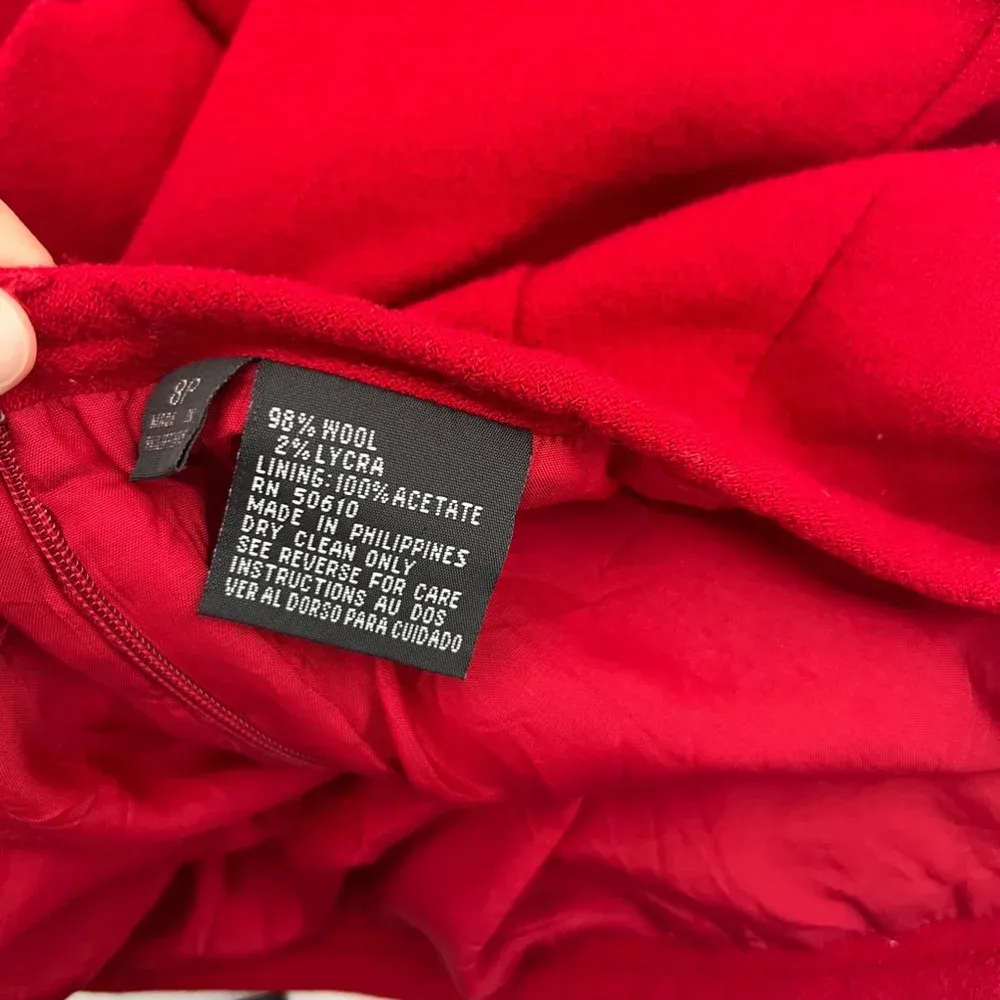 8P
MADE IN
PHILIPPINES
98% WOOL
2% LYCRA
LINING: 100% ACETATE
RN 50610
MADE IN PHILIPPINES
DRY CLEAN ONLY
SEE REVERSE FOR CARE
INSTRUCTIONS AU DOS
VER AL DORSO PARA CUIDADO